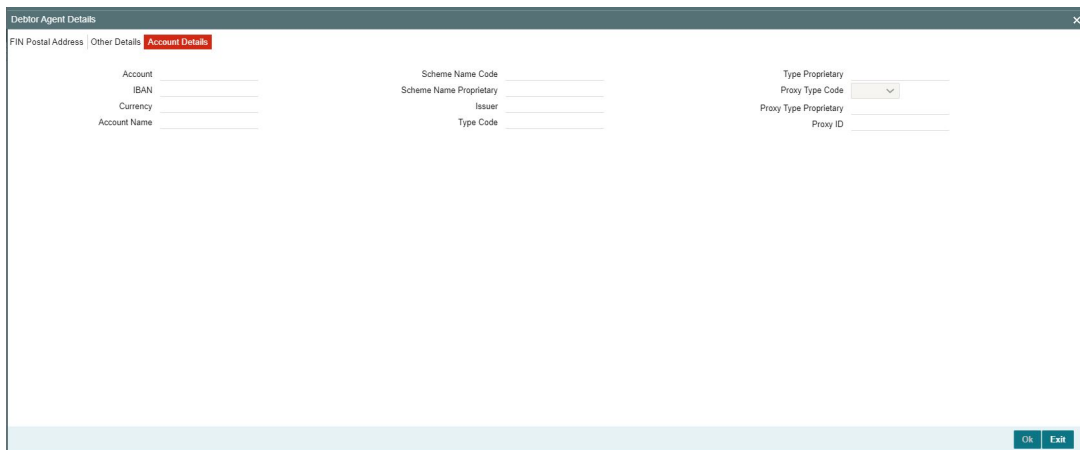 Debtor Agent Details
FIN Postal Address Other Details Account Details
Account Scheme Name Code Type Proprietary
IBAN Scheme Name Proprietary Proxy Type Code
Currency Issuer Proxy Type Proprietary
Account Name Type Code Proxy ID
Ok Exit